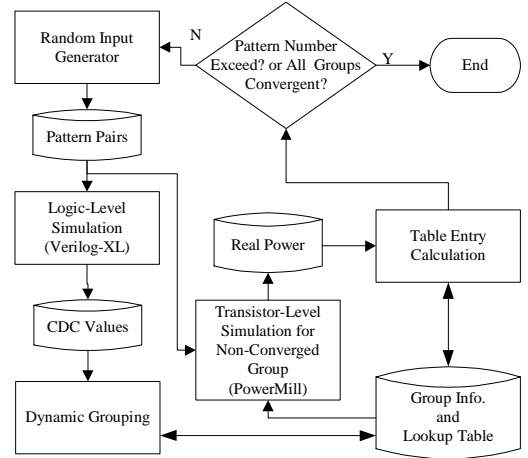 Random Input
Generator
N
Pattern Number
Exceed? or All Groups
Convergent?
Y
End
Pattern Pairs
Logic-Level
Simulation
(Verilog-XL)
Real Power
Table Entry
Calculation
CDC Values
Transistor-Level
Simulation for
Non-Converged
Group
(PowerMill)
Dynamic Grouping
Group Info.
and
Lookup Table